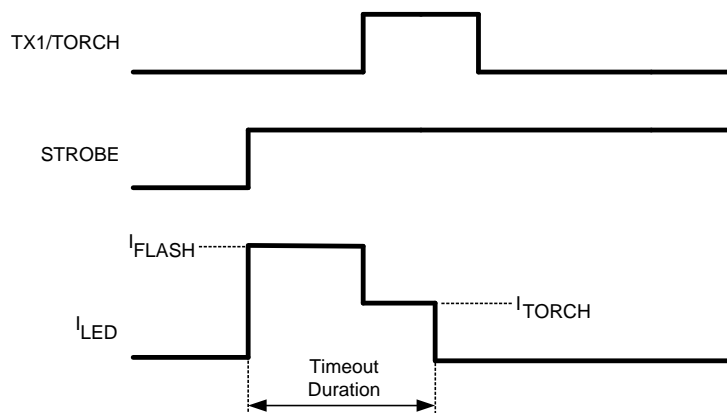 TX1/TORCH
STROBE
IFLASH
ITORCH
ILED
Timeout
Duration